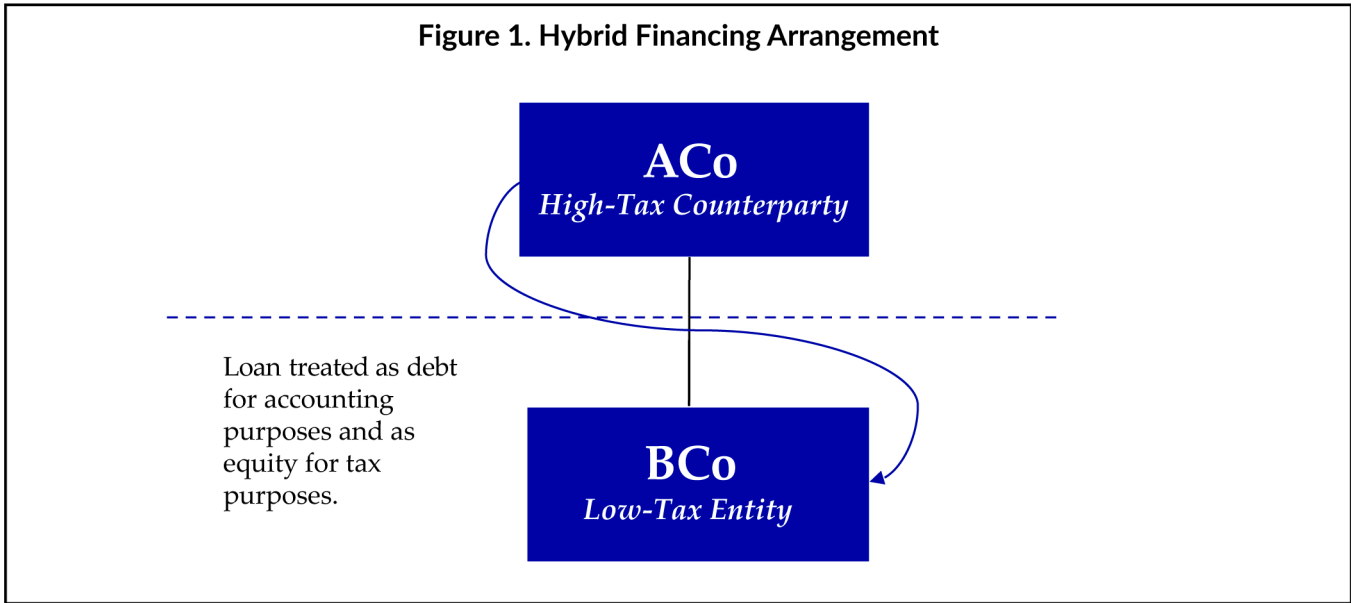 Figure 1. Hybrid Financing Arrangement
ACo
High-Tax Counterparty
Loan treated as debt
for accounting
purposes and as
equity for tax
purposes.
BCo
Low-Tax Entity